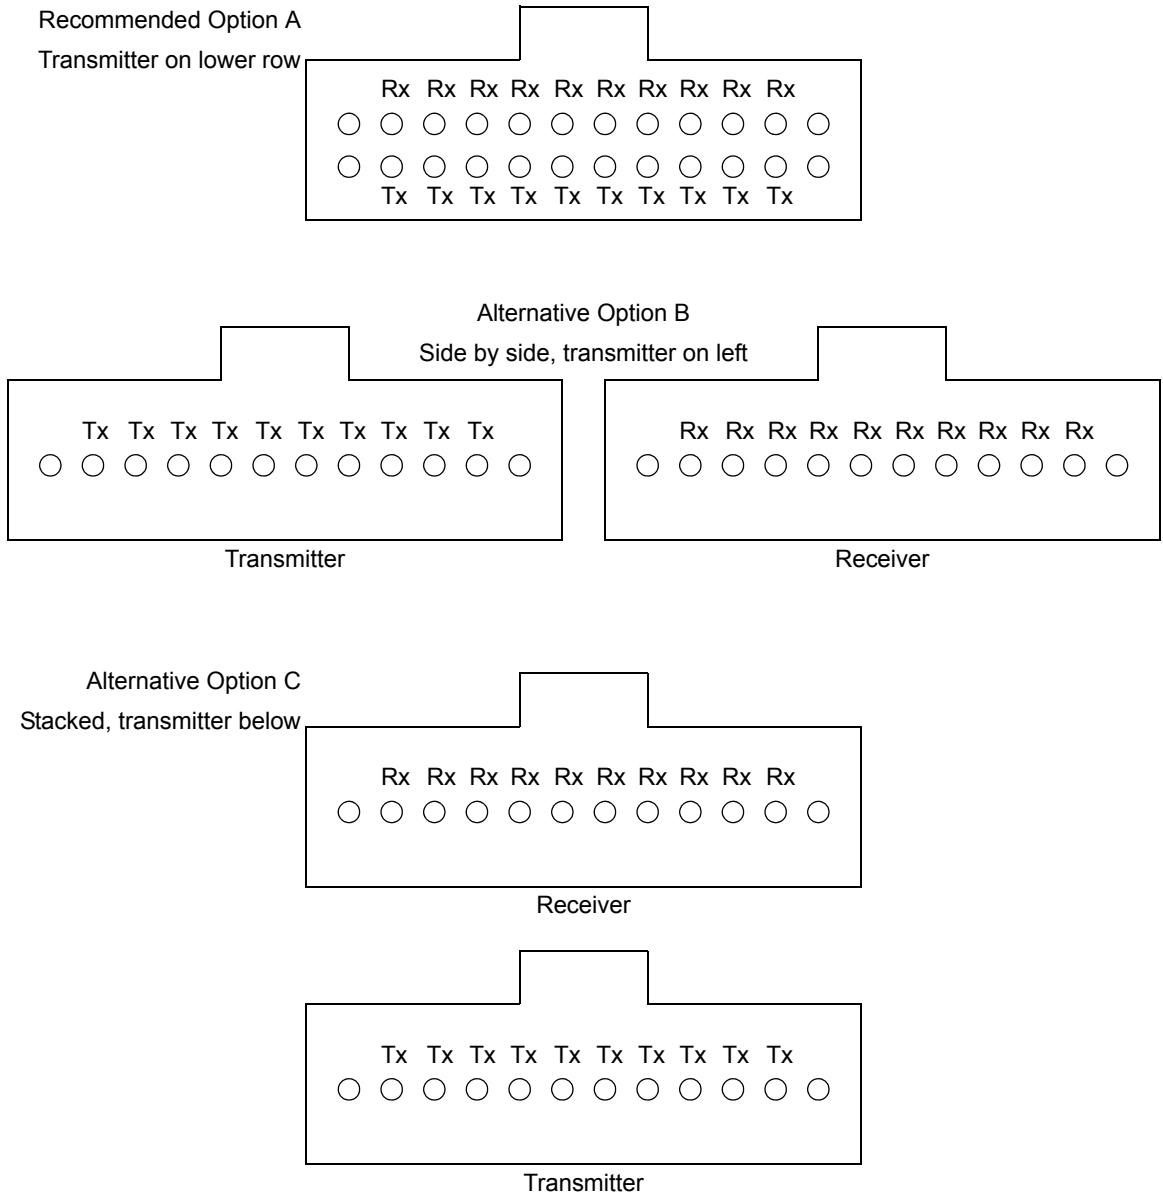 Recommended Option A
Transmitter on lower row
Rx Rx Rx Rx Rx Rx Rx Rx Rx Rx
Tx Tx Tx Tx Tx Tx Tx Tx Tx Tx
Alternative Option B
Side by side, transmitter on left
Tx Tx Tx Tx Tx Tx Tx Tx Tx Tx
Rx Rx Rx Rx Rx Rx Rx Rx Rx Rx
Transmitter
Receiver
Alternative Option C
Stacked, transmitter below
Rx Rx Rx Rx Rx Rx Rx Rx Rx Rx
Receiver
Tx Tx Tx Tx Tx Tx Tx Tx Tx Tx
Transmitter